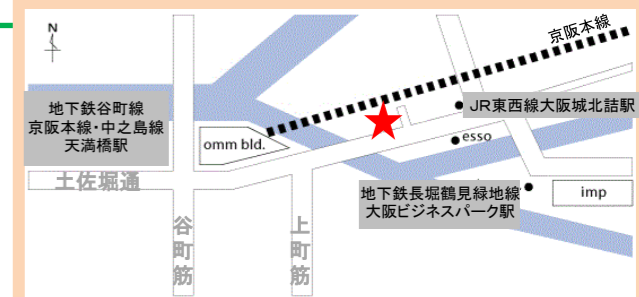 N
京阪本線
地下鉄谷町線
京阪本線・中之島線
天満橋駅
omm bld.
JR東西線大阪城北詰駅
esso
土佐堀通
地下鉄長堀鶴見緑地線
大阪ビジネスパーク駅
imp
谷町筋
上町筋